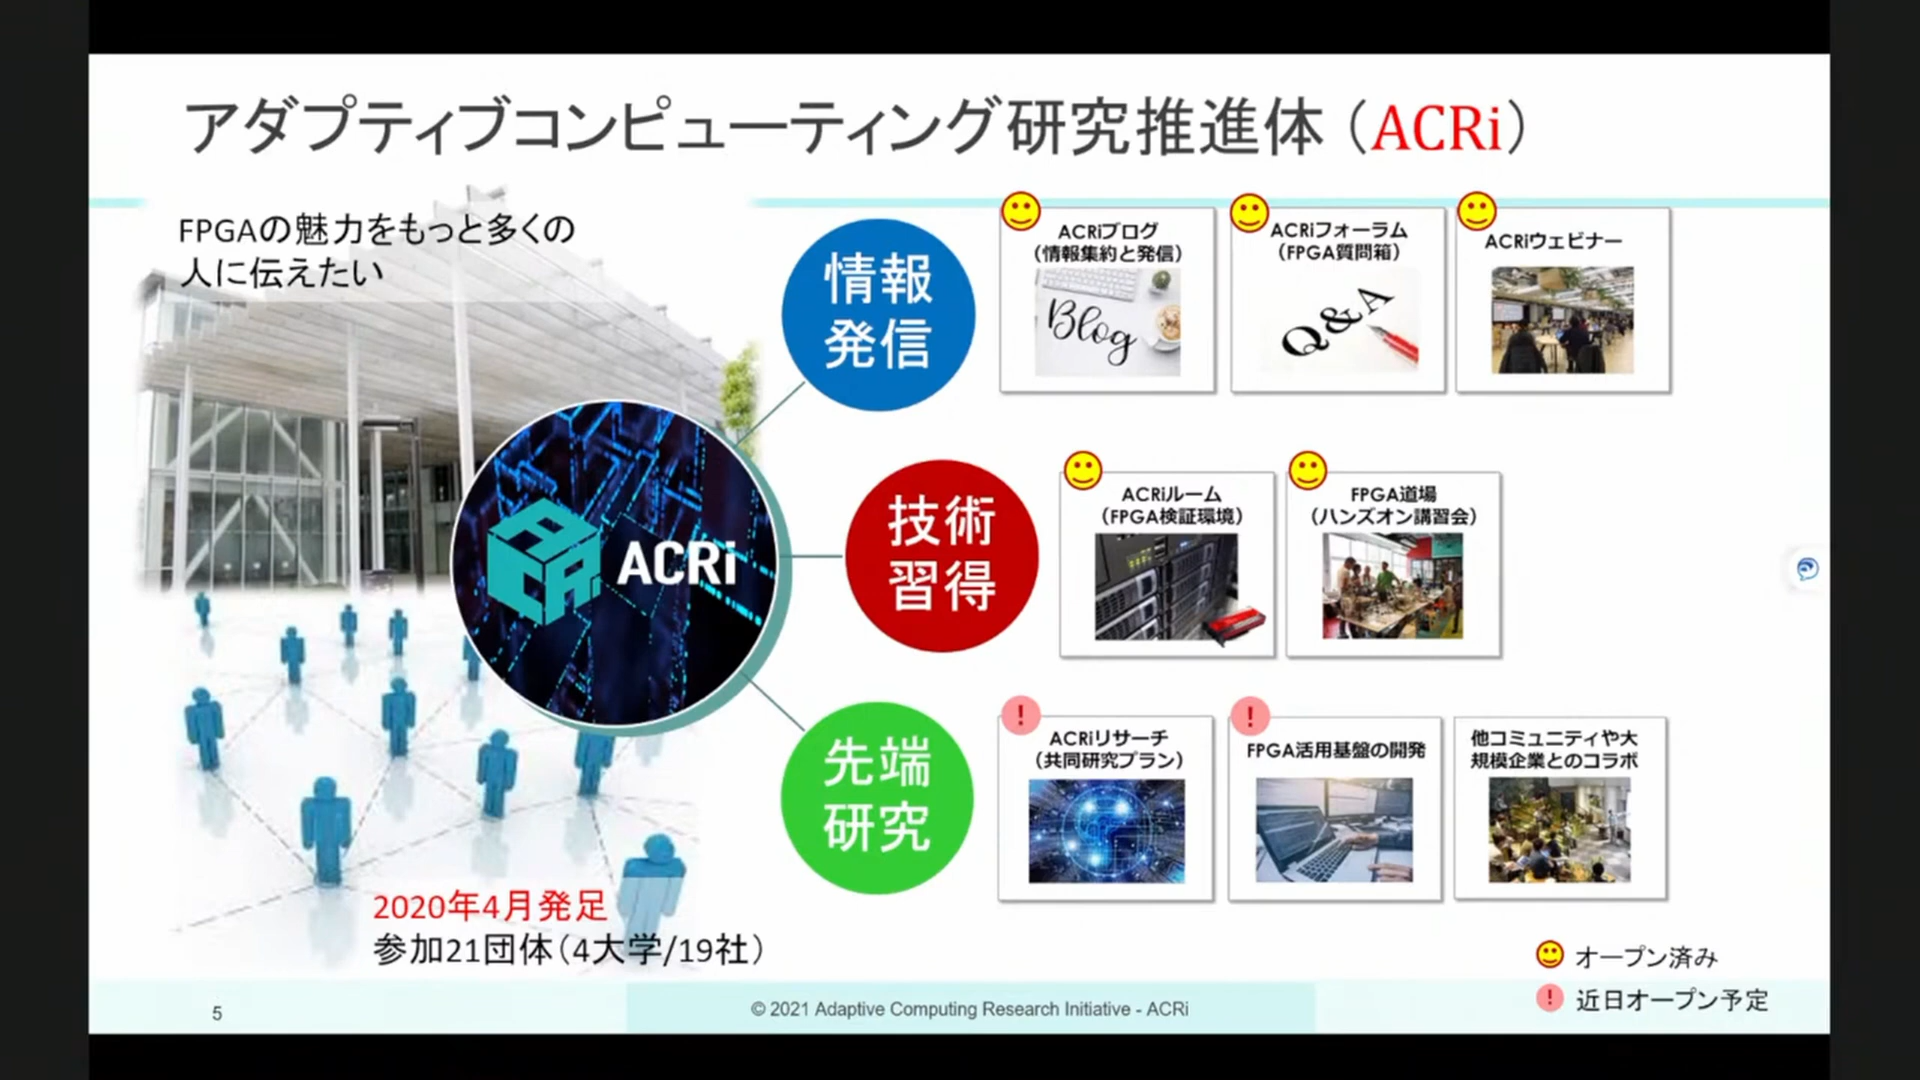 アダプティブコンピューティング研究推進体（ACRi）
FPGAの魅力をもっと多くの
人に伝えたい
ACRi
ACRi
2020年4月発足
参加21団体（4大学/19社）
情報
発信
ACRiブログ
（情報集約と発信）
Blog
ACRiフォーラム
（FPGA質問箱）
Q&A
ACRiウェビナー
技術
習得
ACRiルーム
（FPGA検証環境）
FPGA道場
（ハンズオン講習会）
先端
研究
!
ACRiリサーチ
（共同研究プラン）
!
FPGA活用基盤の開発
他コミュニティや大
規模企業とのコラボ
オープン済み
! 近日オープン予定
5
© 2021 Adaptive Computing Research Initiative - ACRi